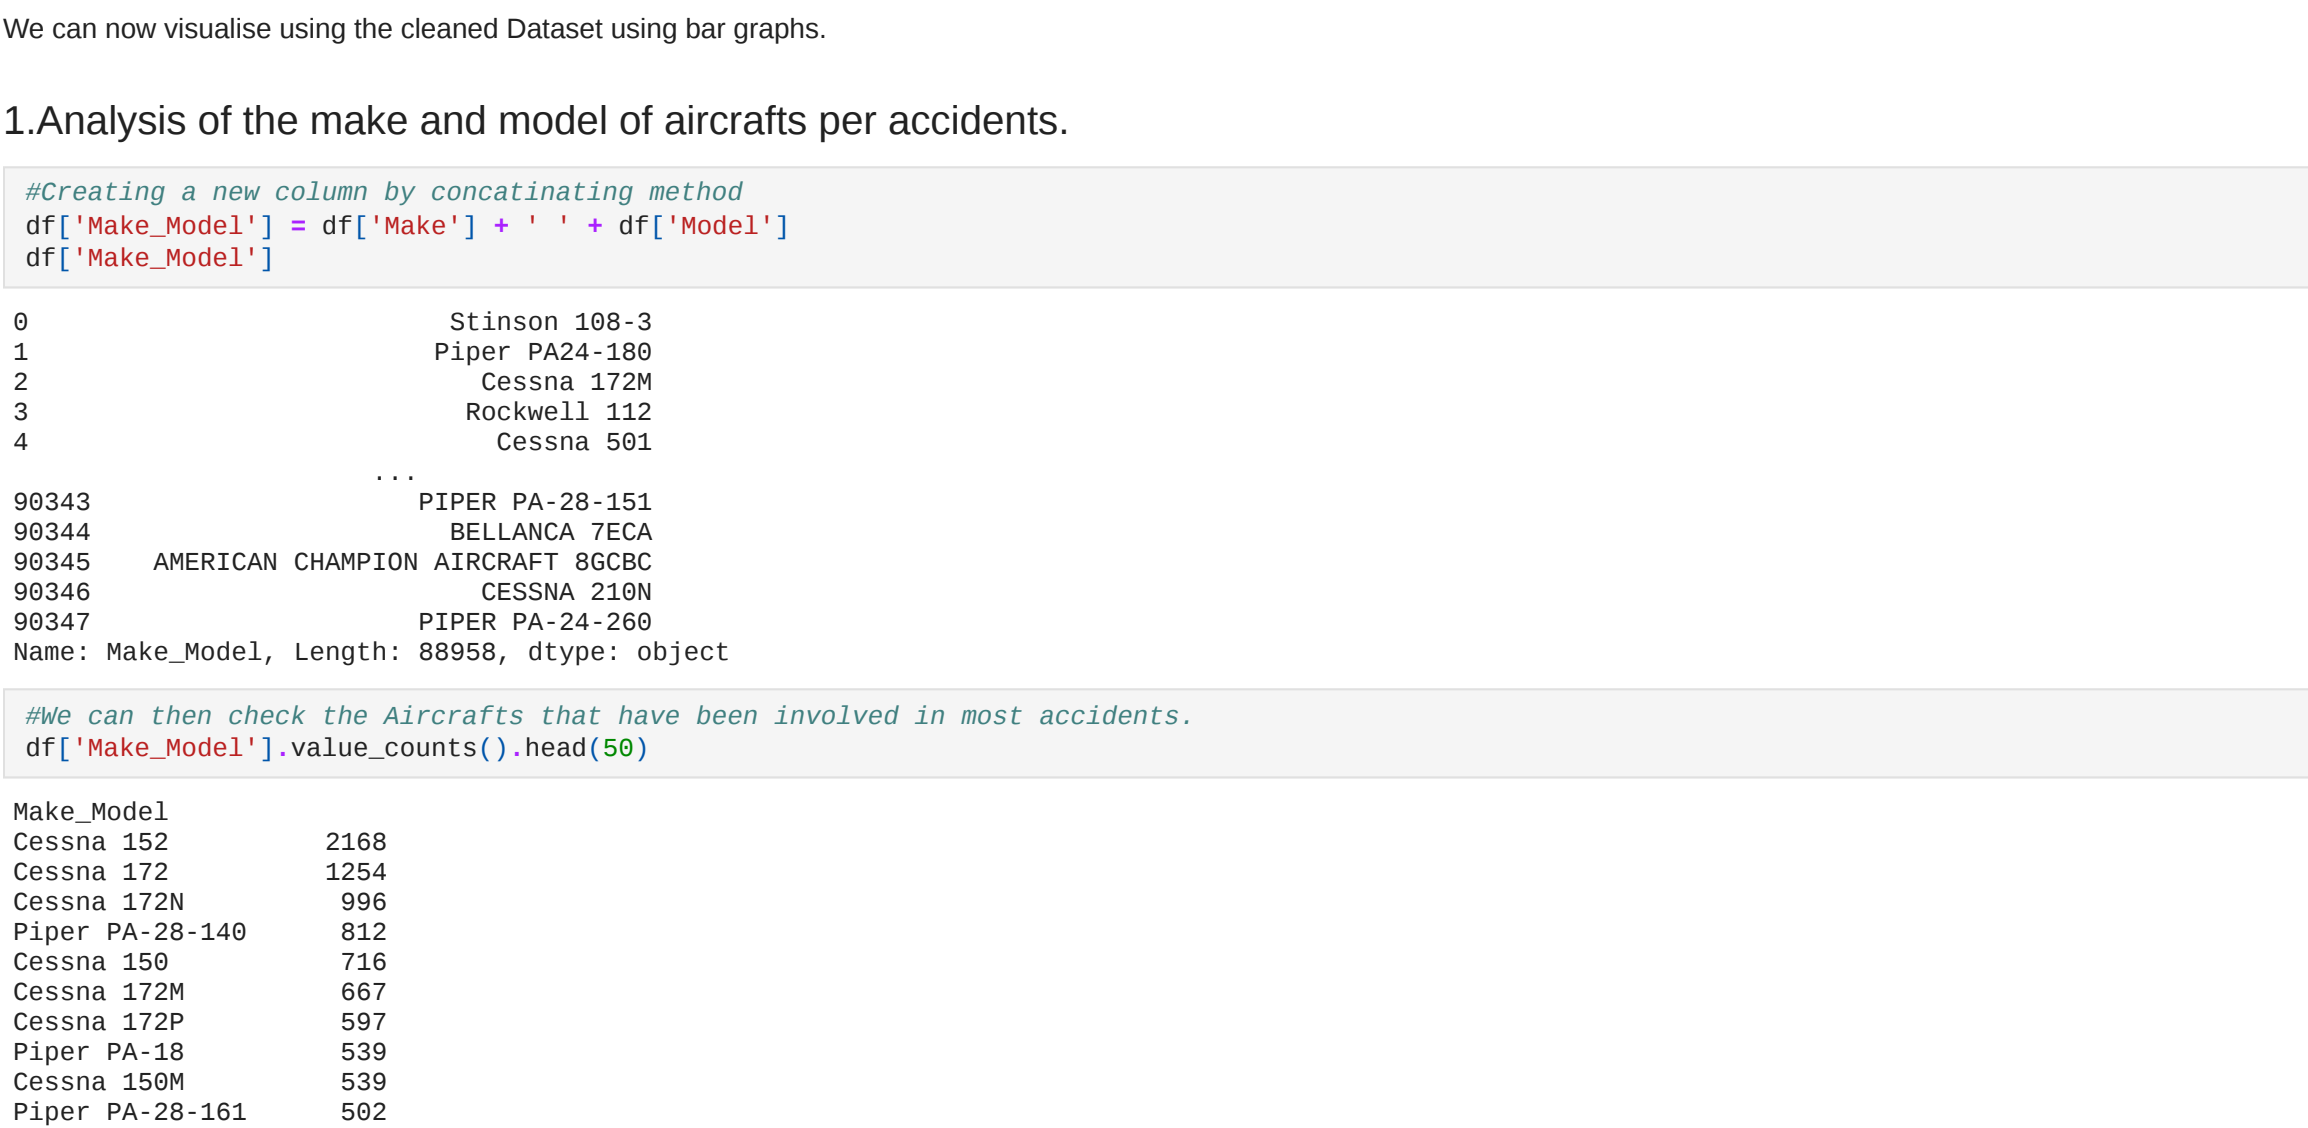 We can now visualise using the cleaned Dataset using bar graphs.
1.Analysis of the make and model of aircrafts per accidents.
#Creating a new column by concatinating method
df['Make_Model'] = df['Make'] + ' ' + df['Model']
df['Make_Model']
0                            Stinson 108-3
1                           Piper PA24-180
2                              Cessna 172M
3                             Rockwell 112
4                               Cessna 501
                       ...
90343                     PIPER PA-28-151
90344                       BELLANCA 7ECA
90345    AMERICAN CHAMPION AIRCRAFT 8GCBC
90346                         CESSNA 210N
90347                     PIPER PA-24-260
Name: Make_Model, Length: 88958, dtype: object
#We can then check the Aircrafts that have been involved in most accidents.
df['Make_Model'].value_counts().head(50)
Make_Model
Cessna 152          2168
Cessna 172          1254
Cessna 172N          996
Piper PA-28-140      812
Cessna 150           716
Cessna 172M          667
Cessna 172P          597
Piper PA-18          539
Cessna 150M          539
Piper PA-28-161      502